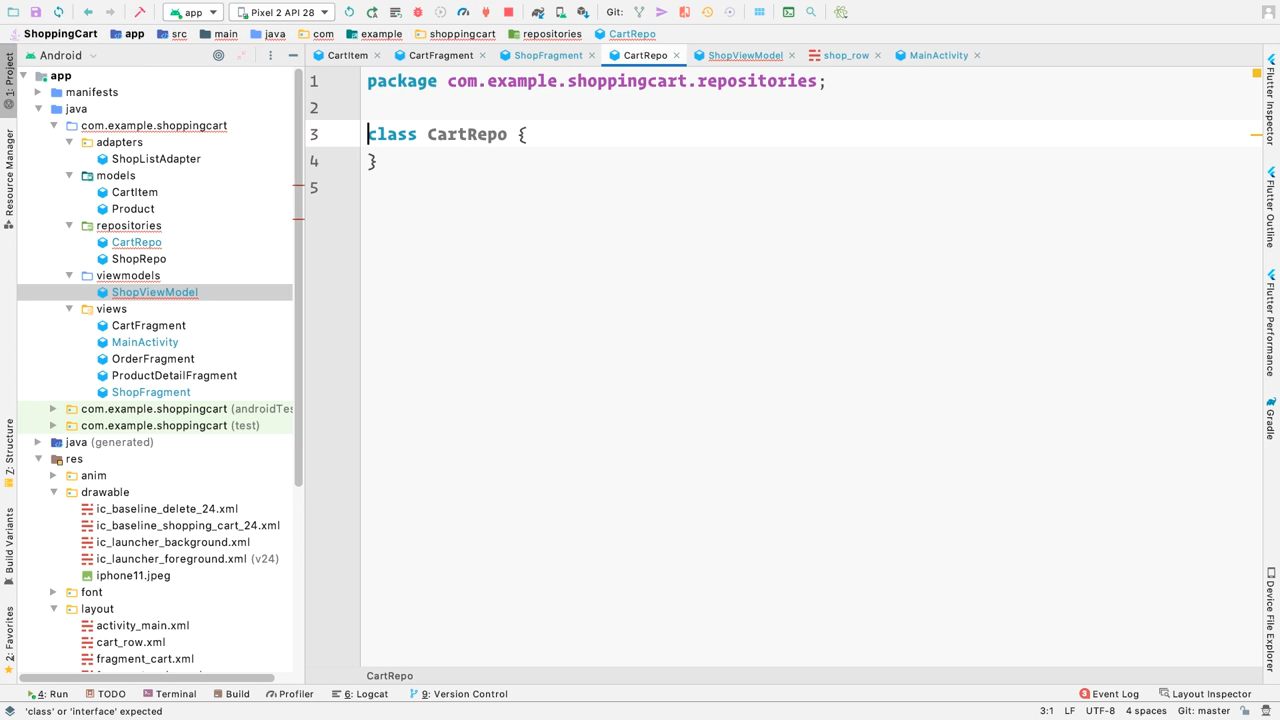 app
Pixel 2 API 28
Git:
ShoppingCart
app
src
main
java
com
example
shoppingcart
repositories
CartRepo
Android
CartItem
CartFragment
ShopFragment
CartRepo
ShopViewModel
shop_row
MainActivity
1: Project
Resource Manager
Z: Structure
Build Variants
2: Favorites
app
manifests
java
com.example.shoppingcart
adapters
ShopListAdapter
models
CartItem
Product
repositories
CartRepo
ShopRepo
viewmodels
ShopViewModel
views
CartFragment
MainActivity
OrderFragment
ProductDetailFragment
ShopFragment
com.example.shoppingcart (androidTes
com.example.shoppingcart (test)
java (generated)
res
anim
drawable
ic_baseline_delete_24.xml
ic_baseline_shopping_cart_24.xml
ic_launcher_background.xml
ic_launcher_foreground.xml (v24)
iphone11.jpeg
font
layout
activity_main.xml
cart_row.xml
fragment_cart.xml
1 package com.example.shoppingcart.repositories;
2
3 class CartRepo {
4 }
5
CartRepo
Flutter Inspector
Flutter Outline
Flutter Performance
Gradle
Device File Explorer
4: Run
TODO
Terminal
Build
Profiler
6: Logcat
9: Version Control
3 Event Log
Layout Inspector
'class' or 'interface' expected
3:1 LF UTF-8 4 spaces Git: master